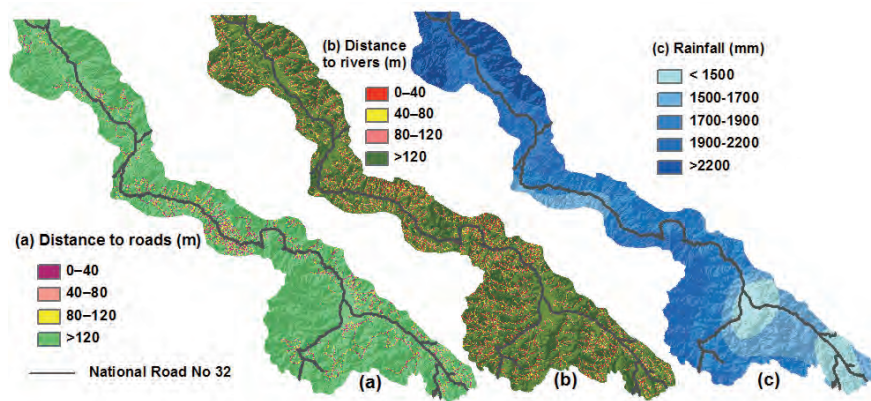 (b) Distance
to rivers (m)
0–40
40–80
80–120
>120
(c) Rainfall (mm)
< 1500
1500-1700
1700-1900
1900-2200
>2200
(a) Distance to roads (m)
0–40
40–80
80–120
>120
National Road No 32
(a)
(b)
(c)